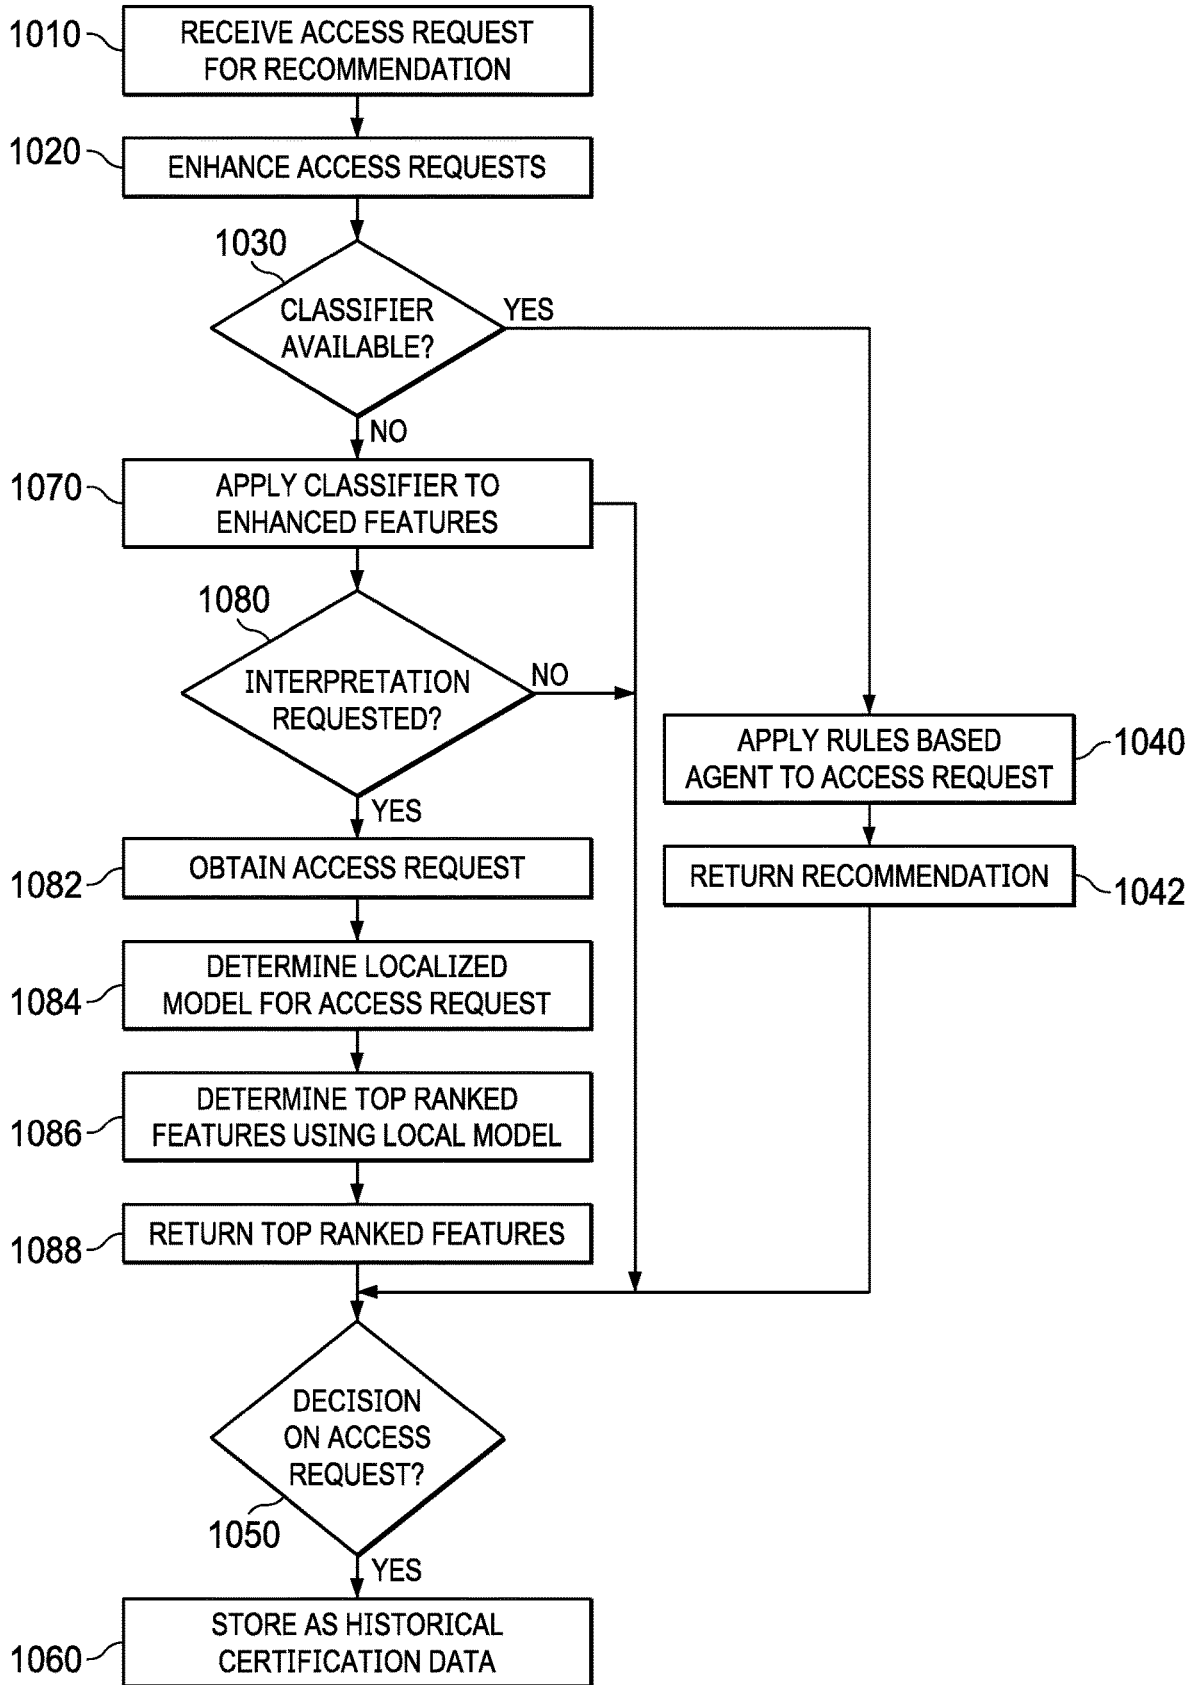 1010
RECEIVE ACCESS REQUEST
FOR RECOMMENDATION
1020
ENHANCE ACCESS REQUESTS
1030
CLASSIFIER
AVAILABLE?
YES
NO
1070
APPLY CLASSIFIER TO
ENHANCED FEATURES
1080
INTERPRETATION
REQUESTED?
NO
YES
APPLY RULES BASED
AGENT TO ACCESS REQUEST
1040
RETURN RECOMMENDATION
1042
1082
OBTAIN ACCESS REQUEST
1084
DETERMINE LOCALIZED
MODEL FOR ACCESS REQUEST
1086
DETERMINE TOP RANKED
FEATURES USING LOCAL MODEL
1088
RETURN TOP RANKED FEATURES
DECISION
ON ACCESS
REQUEST?
1050
YES
1060
STORE AS HISTORICAL
CERTIFICATION DATA